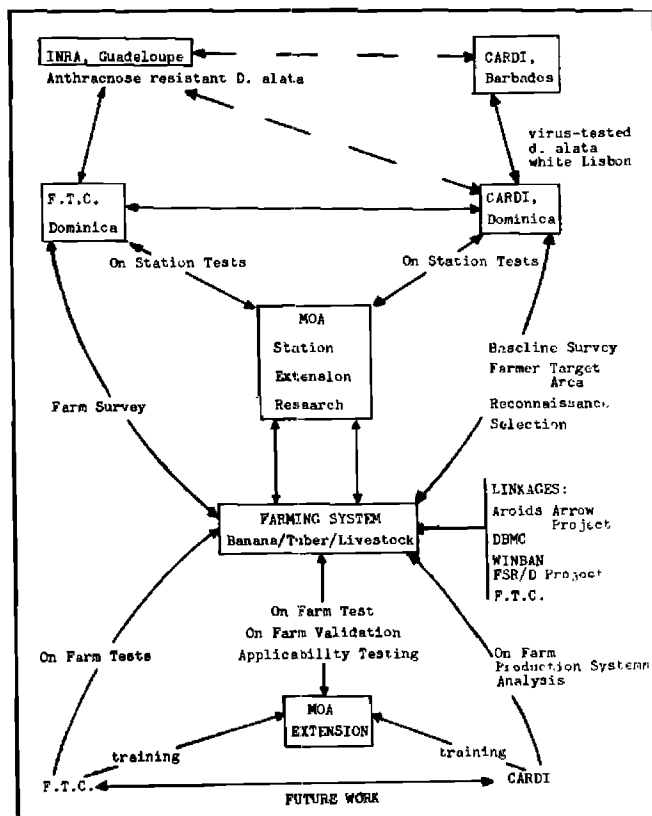 INRA, Guadeloupe
Anthracnose resistant D. alata
CARDI,
Barbados
virus-tested
d. alata
white Lisbon
F.T.C.
Dominica
CARDI,
Dominica
On Station Tests
On Station Tests
MOA
Station
Extension
Research
Farm Survey
Baseline Survey
Farmer Target
Area
Reconnaissance
Selection
FARMING SYSTEM
Banana/Tuber/Livestock
LINKAGES:
Aroids Arrow
Project
DBMC
WINBAN
FSR/D Project
F.T.C.
On Farm Test
On Farm Validation
Applicability Testing
On Farm Tests
On Farm
Production Systems
Analysis
MOA
EXTENSION
training
training
F.T.C.
CARDI
FUTURE WORK